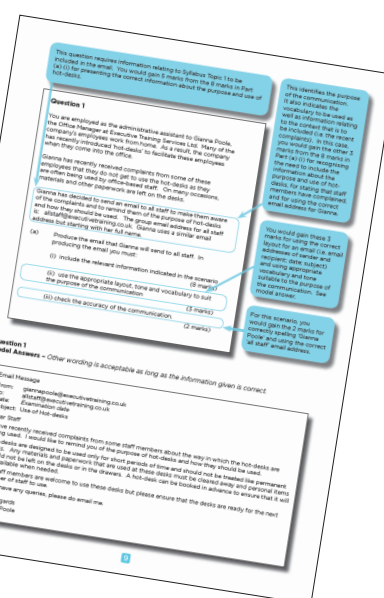 This question requires information relating to Syllabus Topic 1 to be
included in the email. You would gain 5 marks from the 8 marks in Part
(a) (i) for presenting the correct information about the purpose and use of
hot-desks.
Question 1
You are employed as the administrative assistant to Gianna Poole,
the Office Manager at Executive Training Services Ltd. Many of the
company's employees work from home. As a result, the company
has recently introduced 'hot-desks' to facilitate these employees
when they come into the office.
Gianna has recently received complaints from some of these
employees that they do not get to use the hot-desks as they
are often being used by office-based staff. On many occasions,
materials and other paperwork are left on the desks.
Gianna has decided to send an email to all staff to make them aware
of the complaints and to remind them of the purpose of hot-desks
and how they should be used. The group email address for all staff
is: allstaff@executivetraining.co.uk. Gianna uses a similar email
address but starting with her full name.
(a) Produce the email that Gianna will send to all staff. In
producing the email you must:
(i) include the relevant information indicated in the scenario
(8 marks)
(ii) use the appropriate layout, tone and vocabulary to suit
the purpose of the communication
(3 marks)
(iii) check the accuracy of the communication.
(2 marks)
This identifies the purpose
of the communication.
It also indicates the
vocabulary to be used as
well as information relating
to the context that is to
be included (i.e. the recent
complaints). In this case,
you would gain the other 3
marks from the 8 marks in
Part (a) (i) for recognising
the need to include the
information about the
purpose and use of hot-
desks, for stating that staff
have complained,
and for using the correct
email address for Gianna.
You would gain these 3
marks for using the correct
layout for an email (i.e. email
addresses of sender and
recipient; date; subject)
and using appropriate
vocabulary and tone
suitable to the purpose of
the communication. See
model answer.
For this scenario, you
would gain the 2 marks for
correctly spelling 'Gianna
Poole' and using the correct
'all staff' email address.
estion 1
del Answers – Other wording is acceptable as long as the information given is correct
Email Message
rom: giannapoole@executivetraining.co.uk
o: allstaff@executivetraining.co.uk
ate: Examination date
bject: Use of Hot-desks
r Staff
ve recently received complaints from some staff members about the way in which the hot-desks are
g used. I would like to remind you of the purpose of hot-desks and how they should be used.
desks are designed to be used only for short periods of time and should not be treated like permanent
s. Any materials and paperwork that are used at these desks must be cleared away and personal items
ld not be left on the desks or in the drawers. A hot-desk can be booked in advance to ensure that it will
ailable when needed.
ff members are welcome to use these desks but please ensure that the desks are ready for the next
er of staff to use.
have any queries, please do email me.
gards
Poole
9